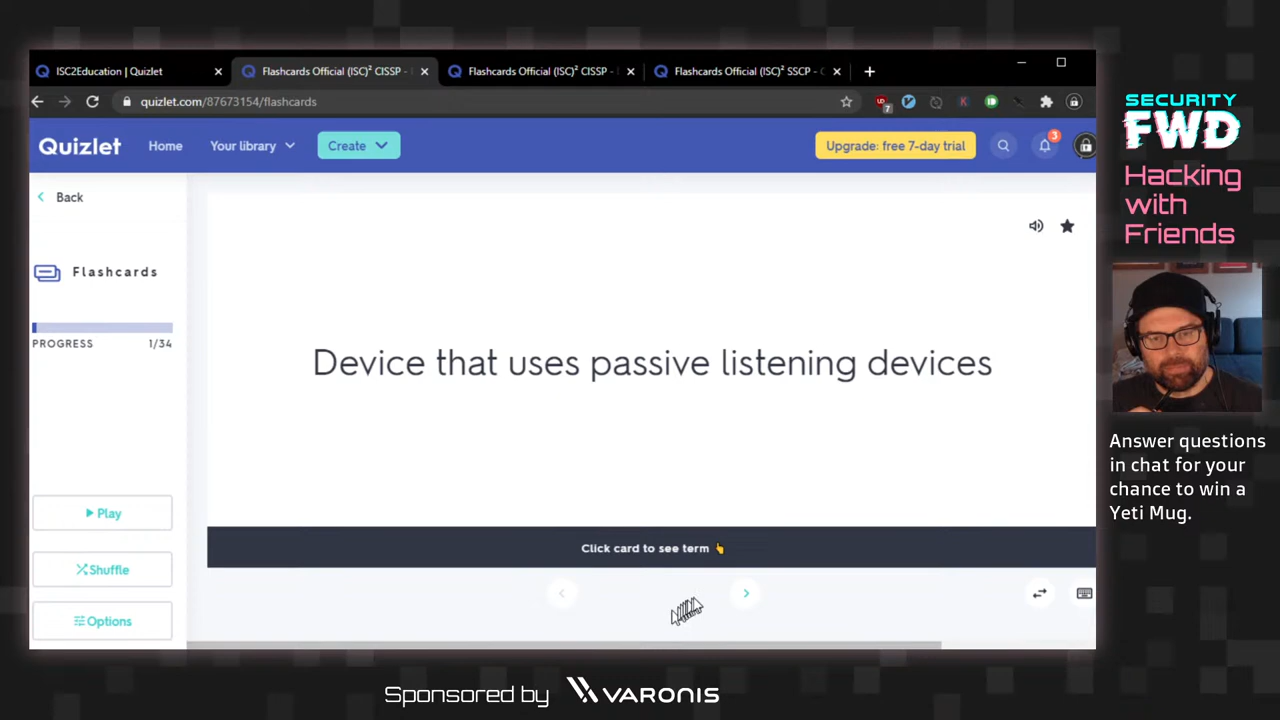 ISC2Education | Quizlet
Flashcards Official (ISC)² CISSP -
Flashcards Official (ISC)² CISSP -
Flashcards Official (ISC)² SSCP -
quizlet.com/87673154/flashcards
7
Quizlet
Home
Your library
Create
Upgrade: free 7-day trial
3
Back
Flashcards
PROGRESS 1/34
Play
Shuffle
Options
Device that uses passive listening devices
Click card to see term
SECURITY
FWD
Hacking
with
Friends
Answer questions
in chat for your
chance to win a
Yeti Mug.
Sponsored by VARONIS